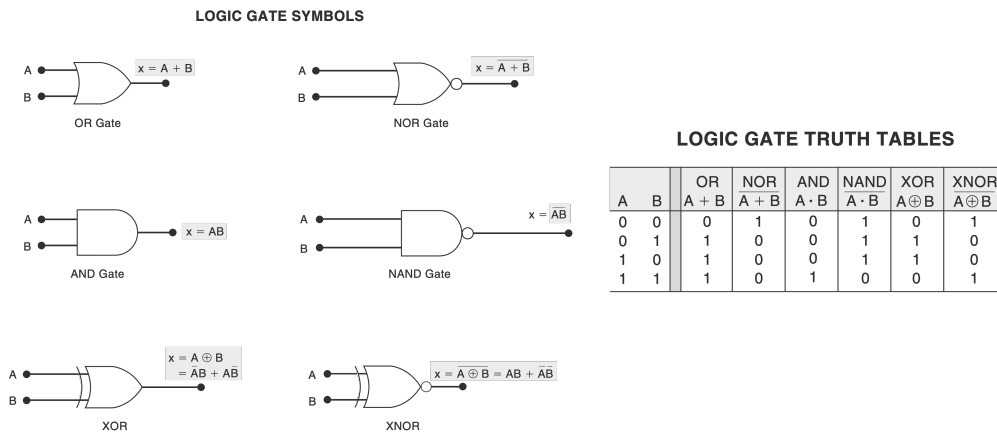 LOGIC GATE SYMBOLS
A
B
x = A + B
OR Gate
A
B
x = A̅ ̅+̅ ̅B̅
NOR Gate
A
B
x = AB
AND Gate
A
B
x = A̅B̅
NAND Gate
A
B
x = A ⊕ B
= A̅B + AB̅
XOR
A
B
x = A̅ ̅⊕̅ ̅B̅ = AB + A̅B̅
XNOR
LOGIC GATE TRUTH TABLES
OR NOR AND NAND XOR XNOR
A B A + B A̅ ̅+̅ ̅B̅ A · B A̅ ̅·̅ ̅B̅ A ⊕ B A̅ ̅⊕̅ ̅B̅
0 0 0 1 0 1 0 1
0 1 1 0 0 1 1 0
1 0 1 0 0 1 1 0
1 1 1 0 1 0 0 1